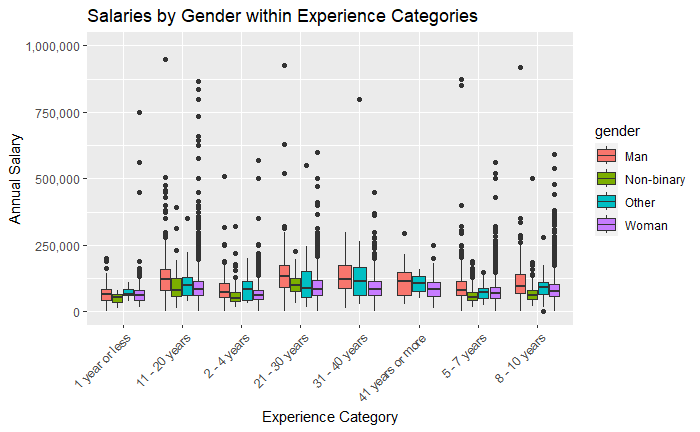 Salaries by Gender within Experience Categories
1,000,000
750,000
500,000
250,000
0
Annual Salary
1 year or less
11 - 20 years
2 - 4 years
21 - 30 years
31 - 40 years
41 years or more
5 - 7 years
8 - 10 years
Experience Category
gender
Man
Non-binary
Other
Woman